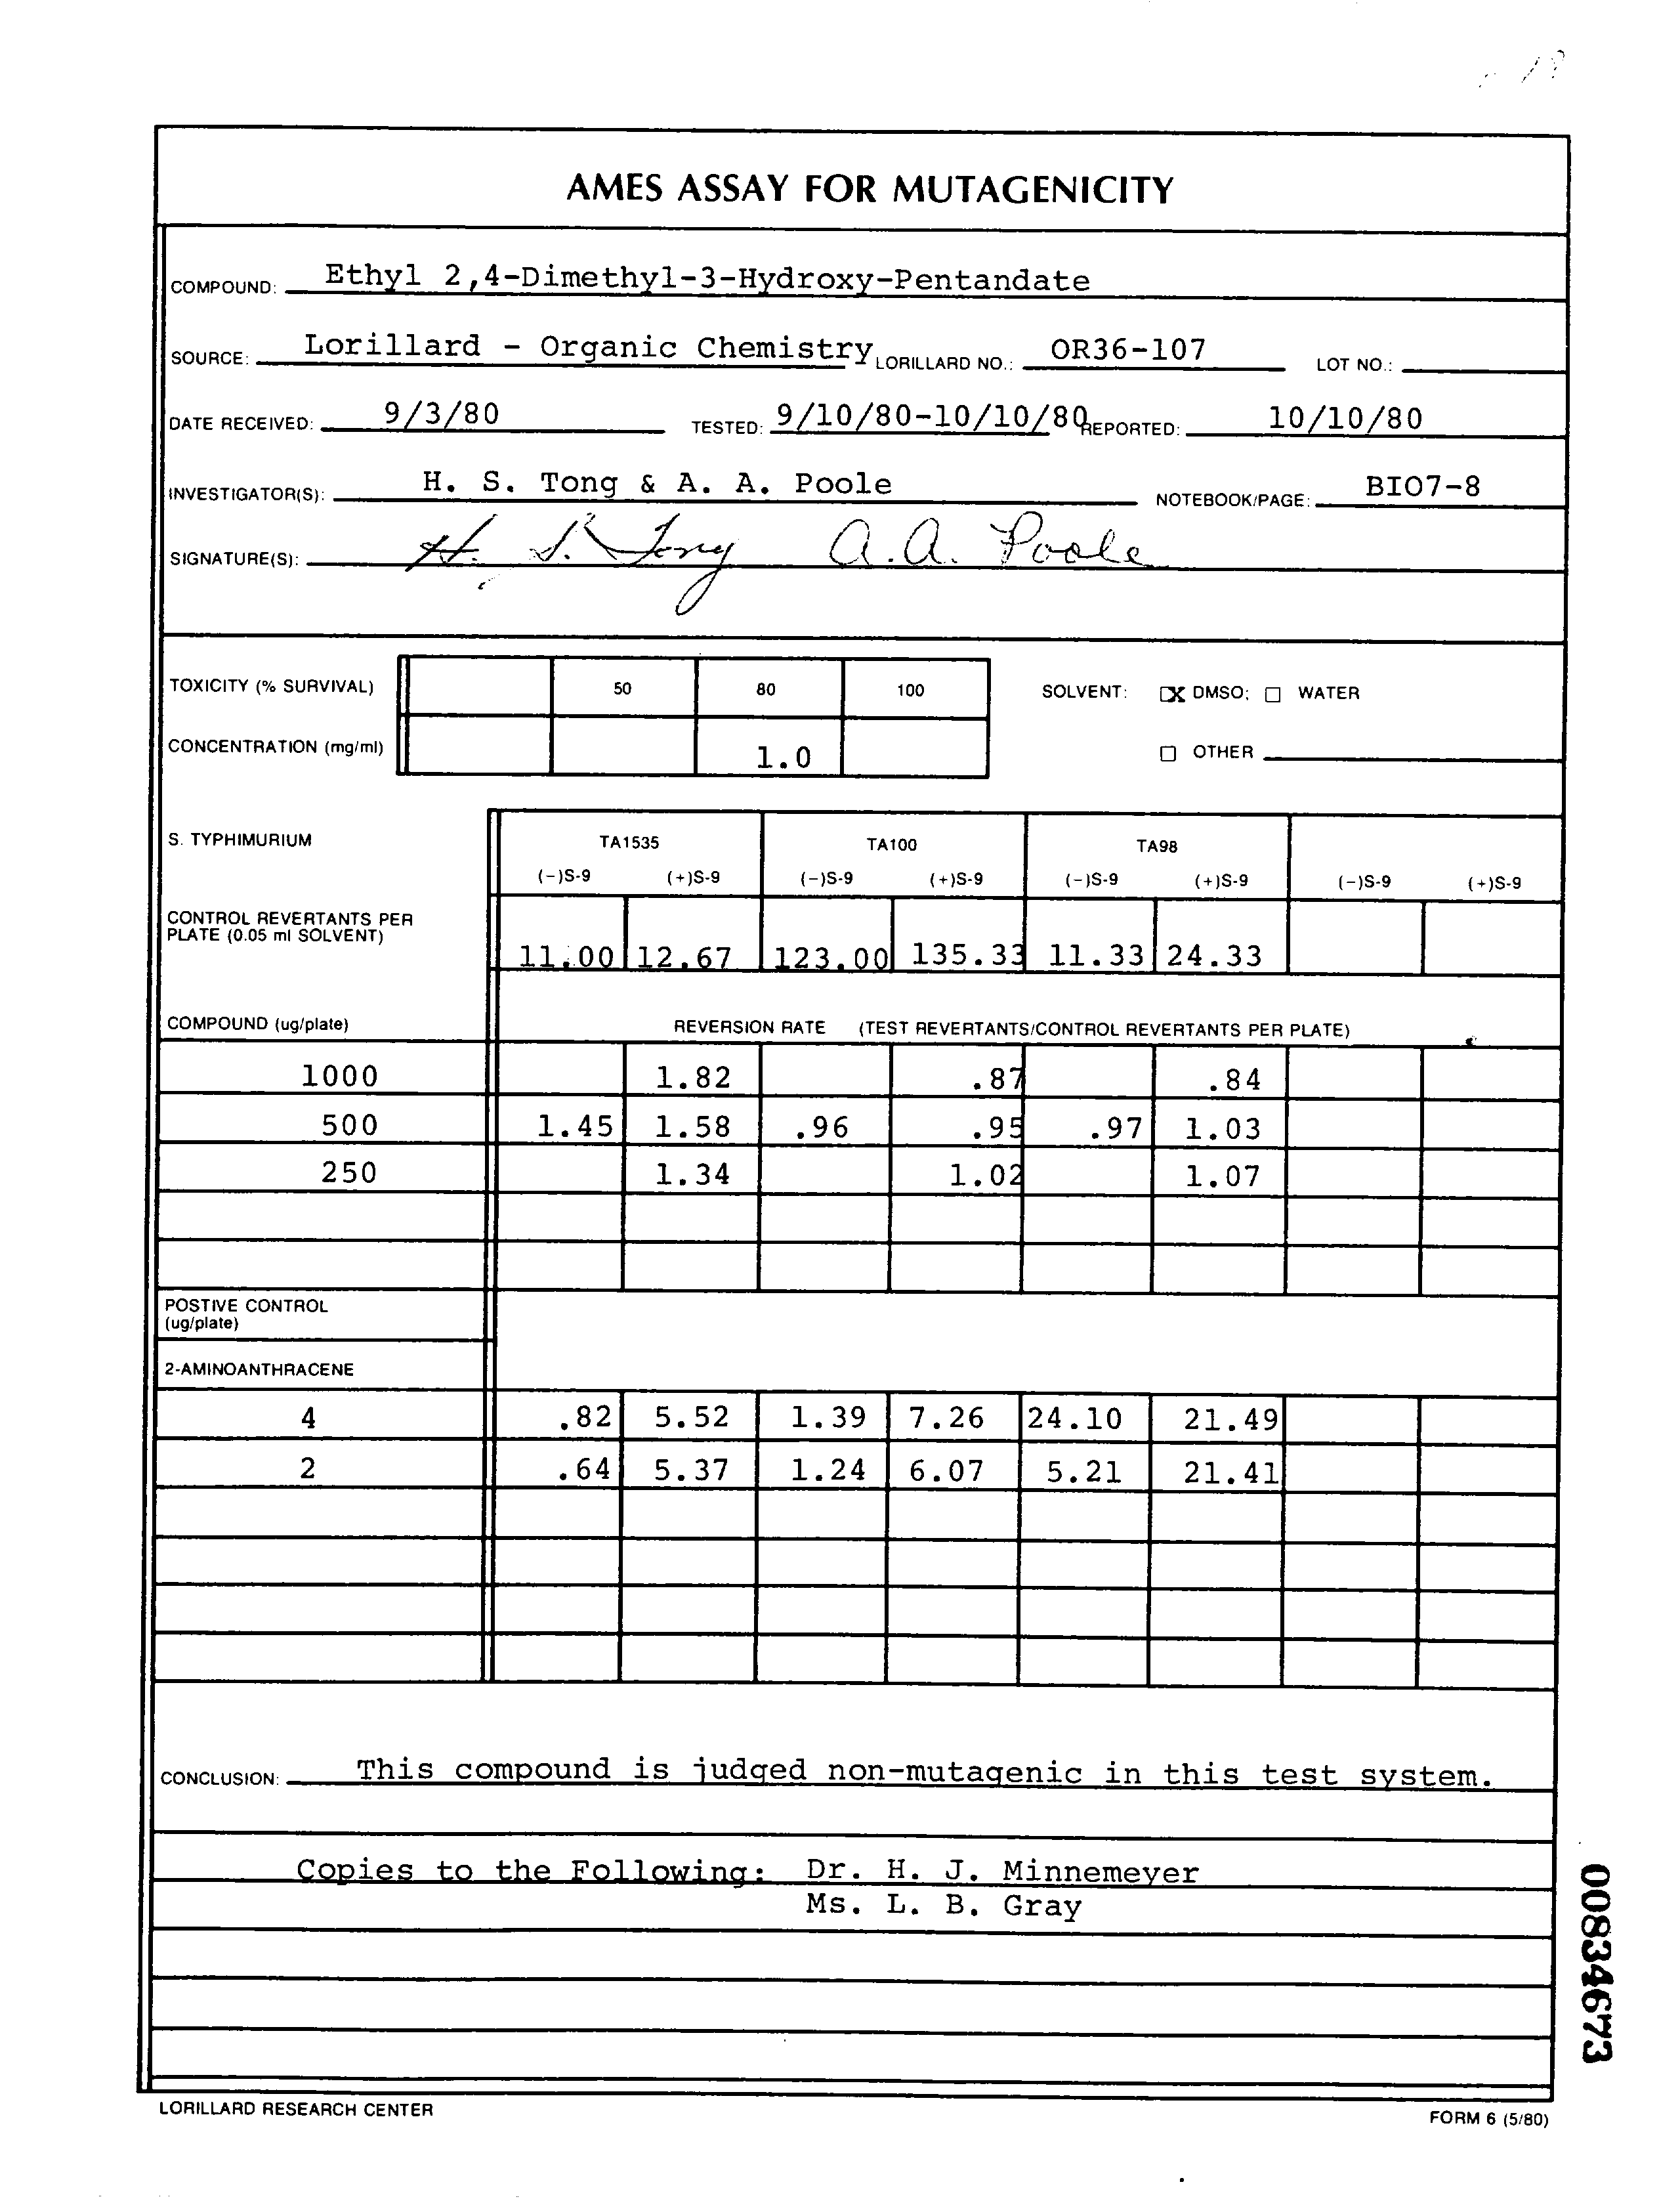 AMES ASSAY FOR MUTAGENICITY
COMPOUND: Ethyl 2,4-Dimethyl-3-Hydroxy-Pentandate
SOURCE: Lorillard - Organic Chemistry LORILLARD NO.: OR36-107 LOT NO.:
DATE RECEIVED: 9/3/80 TESTED: 9/10/80-10/10/80 REPORTED: 10/10/80
INVESTIGATOR(S): H. S. Tong & A. A. Poole NOTEBOOK/PAGE: BIO7-8
SIGNATURE(S): H. S. Tong A.A. Poole
TOXICITY (% SURVIVAL) 50 80 100 SOLVENT: X DMSO; WATER
CONCENTRATION (mg/ml) 1.0 OTHER
S. TYPHIMURIUM TA1535 TA100 TA98
(-)S-9 (+)S-9 (-)S-9 (+)S-9 (-)S-9 (+)S-9 (-)S-9 (+)S-9
CONTROL REVERTANTS PER
PLATE (0.05 ml SOLVENT) 11.00 12.67 123.00 135.33 11.33 24.33
COMPOUND (ug/plate) REVERSION RATE (TEST REVERTANTS/CONTROL REVERTANTS PER PLATE)
1000 1.82 .87 .84
500 1.45 1.58 .96 .95 .97 1.03
250 1.34 1.02 1.07
POSTIVE CONTROL
(ug/plate)
2-AMINOANTHRACENE
4 .82 5.52 1.39 7.26 24.10 21.49
2 .64 5.37 1.24 6.07 5.21 21.41
CONCLUSION: This compound is judged non-mutagenic in this test system.
Copies to the Following: Dr. H. J. Minnemeyer
Ms. L. B. Gray
00834673
LORILLARD RESEARCH CENTER
FORM 6 (5/80)